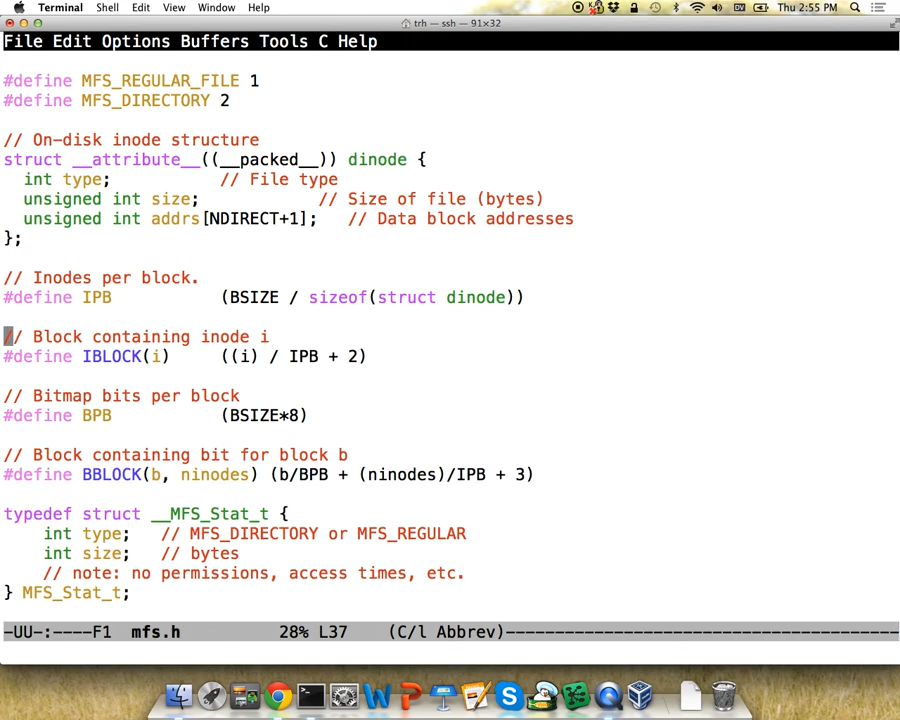 Terminal Shell Edit View Window Help Thu 2:55 PM
trh — ssh — 91×32
File Edit Options Buffers Tools C Help
#define MFS_REGULAR_FILE 1
#define MFS_DIRECTORY 2
// On-disk inode structure
struct __attribute__((__packed__)) dinode {
int type; // File type
unsigned int size; // Size of file (bytes)
unsigned int addrs[NDIRECT+1]; // Data block addresses
};
// Inodes per block.
#define IPB (BSIZE / sizeof(struct dinode))
// Block containing inode i
#define IBLOCK(i) ((i) / IPB + 2)
// Bitmap bits per block
#define BPB (BSIZE*8)
// Block containing bit for block b
#define BBLOCK(b, ninodes) (b/BPB + (ninodes)/IPB + 3)
typedef struct __MFS_Stat_t {
int type; // MFS_DIRECTORY or MFS_REGULAR
int size; // bytes
// note: no permissions, access times, etc.
} MFS_Stat_t;
-UU-:----F1 mfs.h 28% L37 (C/l Abbrev)----------------------------------------